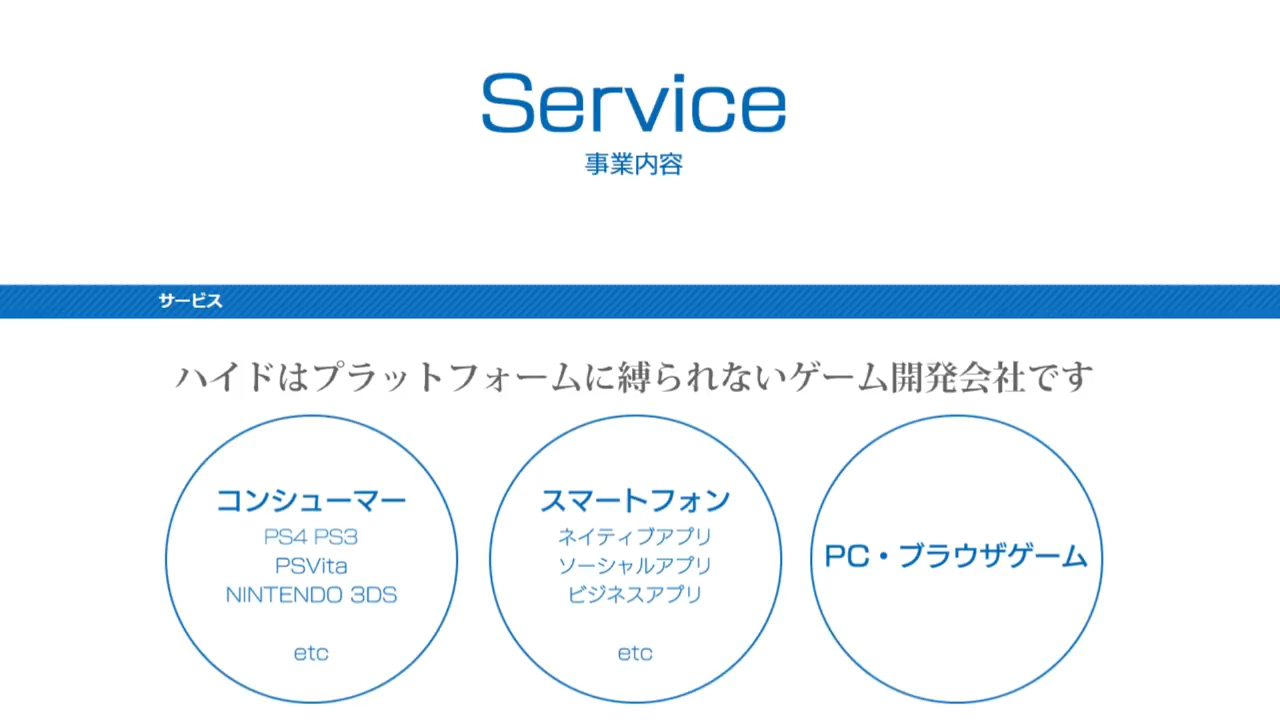 Service
事業内容
サービス
ハイドはプラットフォームに縛られないゲーム開発会社です
コンシューマー
PS4 PS3
PSVita
NINTENDO 3DS
etc
スマートフォン
ネイティブアプリ
ソーシャルアプリ
ビジネスアプリ
etc
PC・ブラウザゲーム